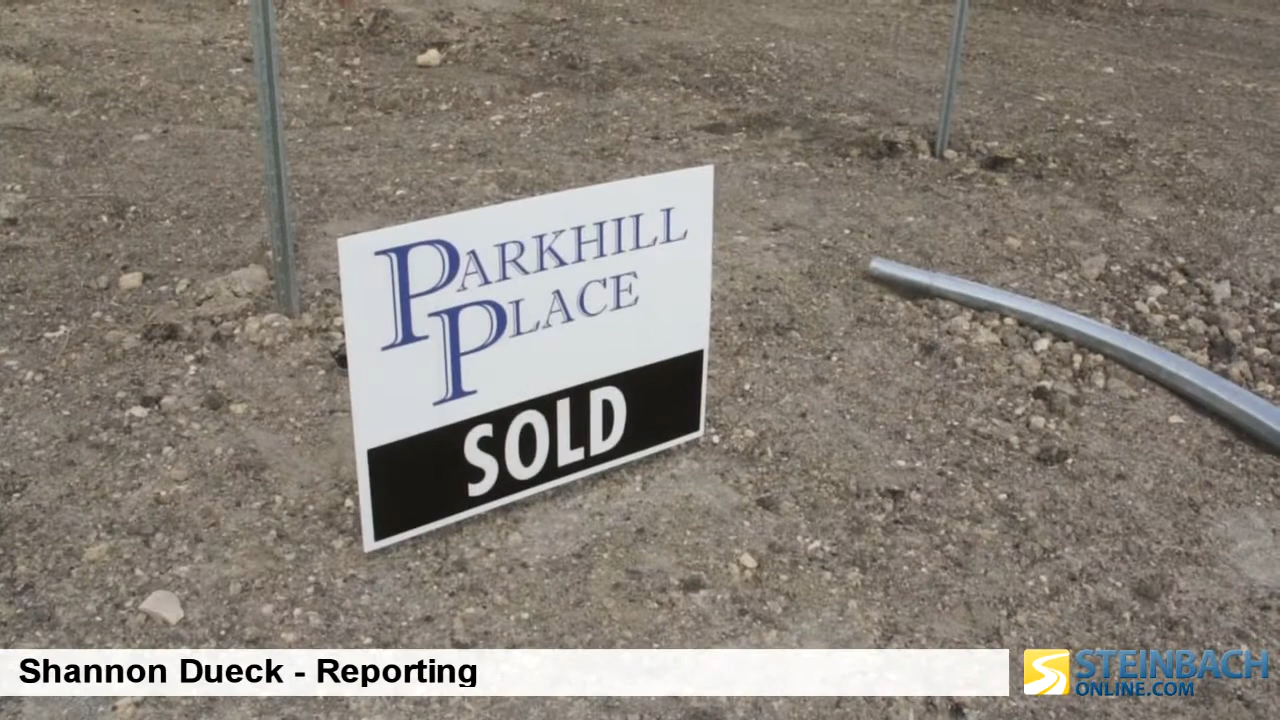 PARKHILL
PLACE
SOLD
Shannon Dueck - Reporting
STEINBACH
ONLINE.COM